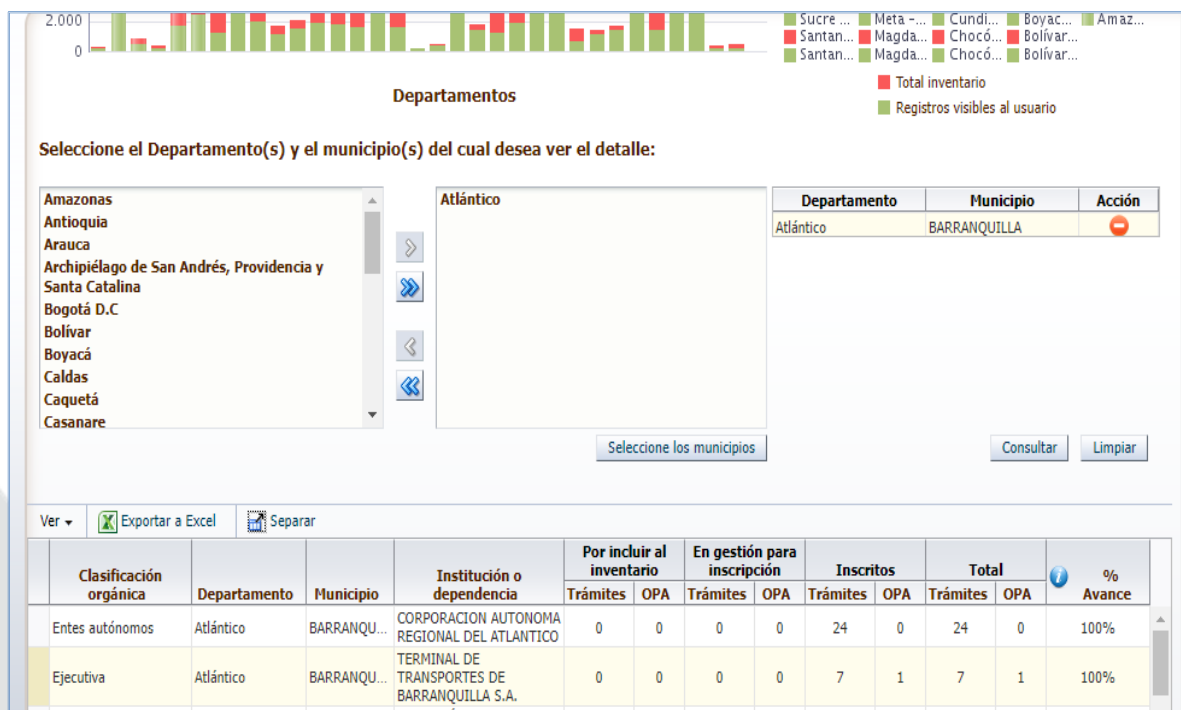 2.000
0
Sucre ... Meta -... Cundi... Boyac... Amaz...
Santan... Magda... Chocó... Bolívar...
Santan... Magda... Chocó... Bolívar...
Total inventario
Registros visibles al usuario
Departamentos
Seleccione el Departamento(s) y el municipio(s) del cual desea ver el detalle:
Amazonas
Antioquia
Arauca
Archipiélago de San Andrés, Providencia y
Santa Catalina
Bogotá D.C
Bolívar
Boyacá
Caldas
Caquetá
Casanare
Atlántico
Departamento Municipio Acción
Atlántico BARRANQUILLA
Seleccione los municipios
Consultar Limpiar
Ver Exportar a Excel Separar
Clasificación orgánica Departamento Municipio Institución o dependencia Por incluir al inventario En gestión para inscripción Inscritos Total % Avance
Trámites OPA Trámites OPA Trámites OPA Trámites OPA
Entes autónomos Atlántico BARRANQU... CORPORACION AUTONOMA REGIONAL DEL ATLANTICO 0 0 0 0 24 0 24 0 100%
Ejecutiva Atlántico BARRANQU... TERMINAL DE TRANSPORTES DE BARRANQUILLA S.A. 0 0 0 0 7 1 7 1 100%